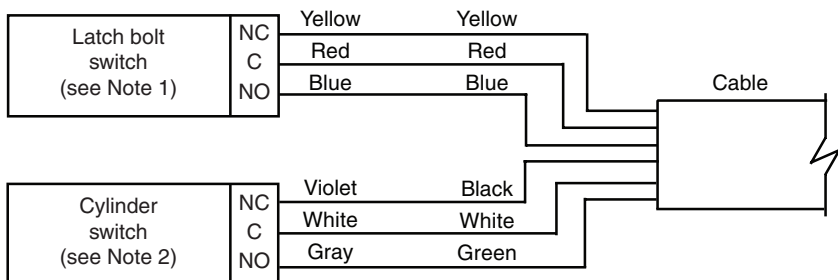 Latch bolt
switch
(see Note 1)
NC
C
NO
Yellow Yellow
Red Red
Blue Blue
Cable
Cylinder
switch
(see Note 2)
NC
C
NO
Violet Black
White White
Gray Green